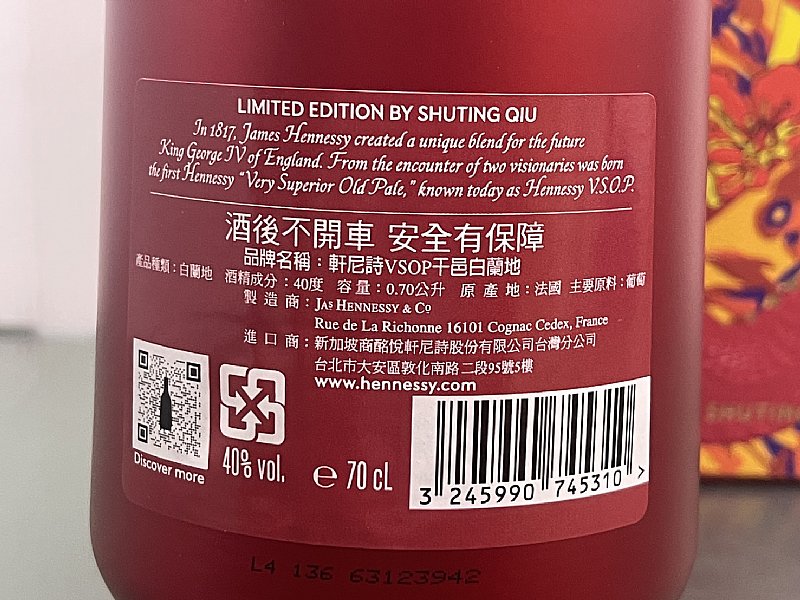 LIMITED EDITION BY SHUTING QIU
In 1817, James Hennessy created a unique blend for the future
King George IV of England. From the encounter of two visionaries was born
the first Hennessy “Very Superior Old Pale,” known today as Hennessy V.S.O.P.
酒後不開車 安全有保障
品牌名稱：軒尼詩VSOP干邑白蘭地
產品種類：白蘭地 酒精成分：40度 容量：0.70公升 原產地：法國 主要原料：葡萄
製造商：JAS HENNESSY & CO
Rue de La Richonne 16101 Cognac Cedex, France
進口商：新加坡商酩悅軒尼詩股份有限公司台灣分公司
台北市大安區敦化南路二段95號5樓
www.hennessy.com
Discover more
40% vol.
℮ 70 cL
3 245990 745310 >
L4 136 63123942
SHUTING